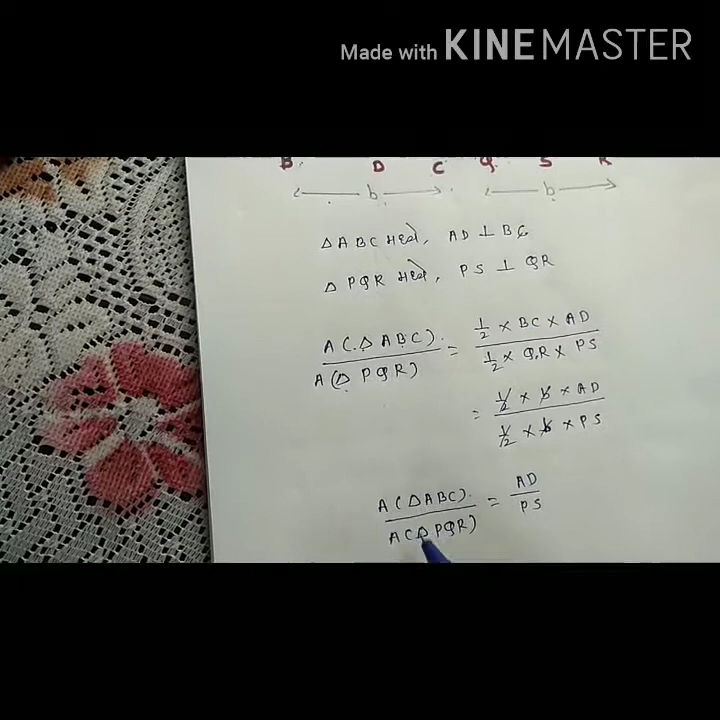 Made with KINEMASTER
B D C Q S R
b b
△ABC मध्ये, AD ⊥ BC
△ PQR मध्ये, PS ⊥ QR
A(△ABC) / A(△PQR) = ½ × BC × AD / ½ × QR × PS
= ½ × b × AD / ½ × b × PS
A(△ABC) / A(△PQR) = AD / PS